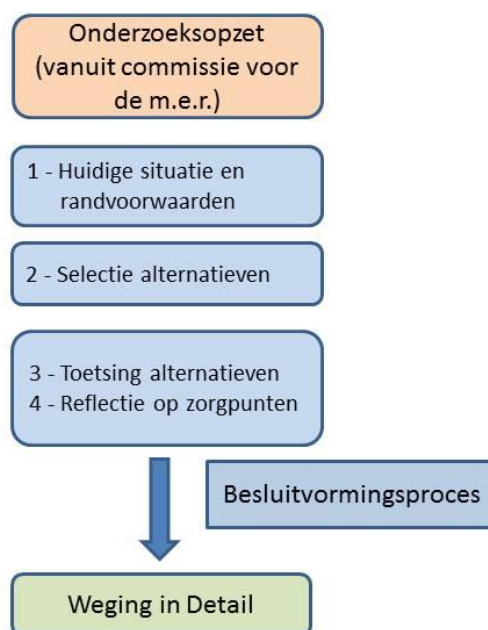 Onderzoeksopzet
(vanuit commissie voor
de m.e.r.)
1 - Huidige situatie en
randvoorwaarden
2 - Selectie alternatieven
3 - Toetsing alternatieven
4 - Reflectie op zorgpunten
Besluitvormingsproces
Weging in Detail